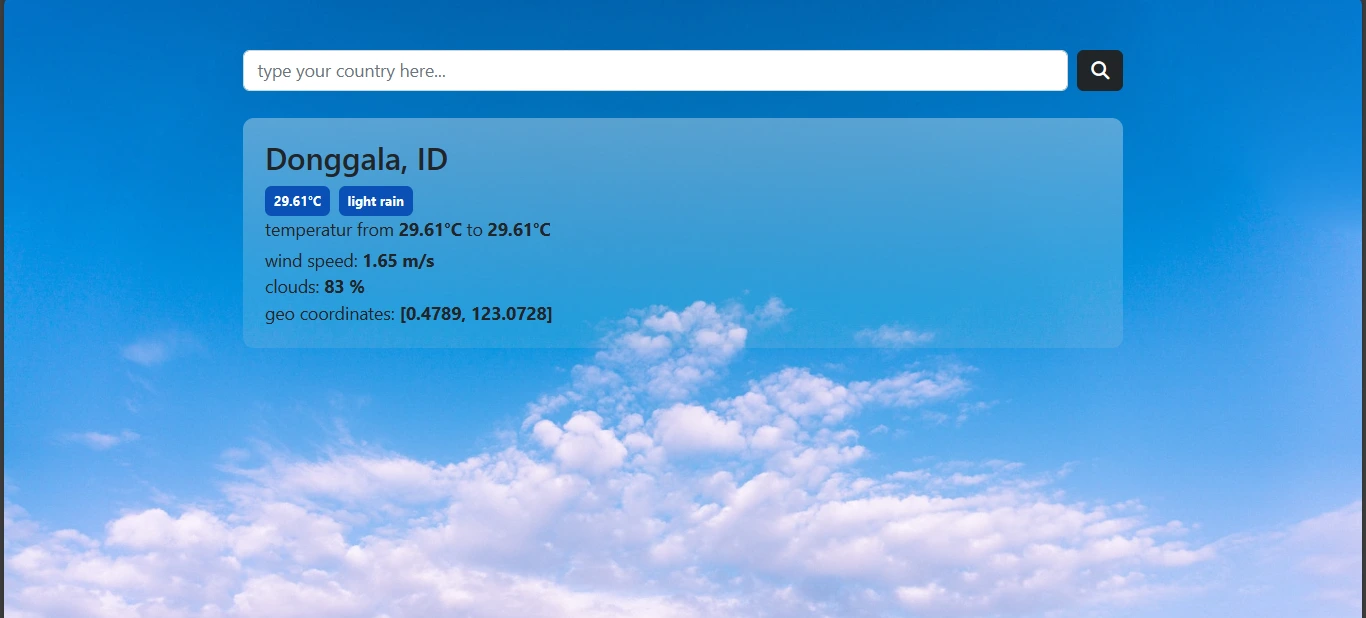 type your country here...
Donggala, ID
29.61°C light rain
temperatur from 29.61°C to 29.61°C
wind speed: 1.65 m/s
clouds: 83 %
geo coordinates: [0.4789, 123.0728]